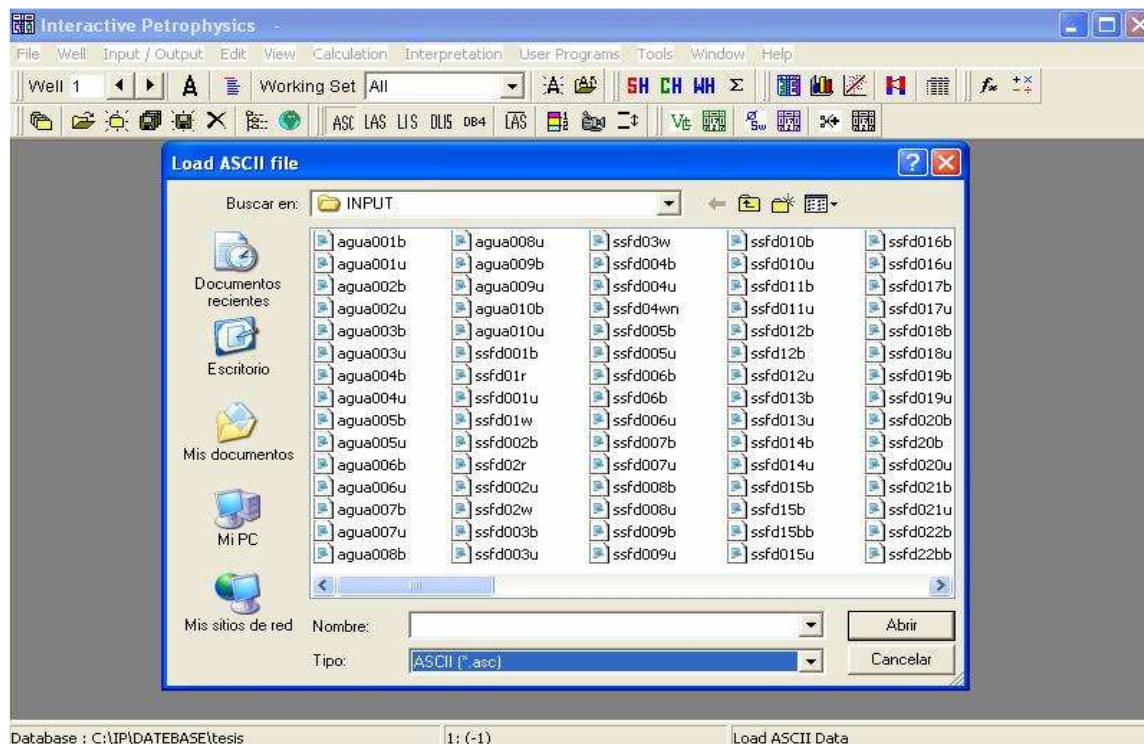 Interactive Petrophysics -
File Well Input / Output Edit View Calculation Interpretation User Programs Tools Window Help
Well 1 A Working Set All A SH CH WH Σ fx
ASC LAS LIS DLIS DB4 LAS Sw
Load ASCII file
Buscar en: INPUT
agua001b agua008u ssfd03w ssfd010b ssfd016b
agua001u agua009b ssfd004b ssfd010u ssfd016u
agua002b agua009u ssfd004u ssfd011b ssfd017b
agua002u agua010b ssfd04wn ssfd011u ssfd017u
agua003b agua010u ssfd005b ssfd012b ssfd018b
agua003u ssfd001b ssfd005u ssfd12b ssfd018u
agua004b ssfd01r ssfd006b ssfd012u ssfd019b
agua004u ssfd001u ssfd06b ssfd013b ssfd019u
agua005b ssfd01w ssfd006u ssfd013u ssfd020b
agua005u ssfd002b ssfd007b ssfd014b ssfd20b
agua006b ssfd02r ssfd007u ssfd014u ssfd020u
agua006u ssfd002u ssfd008b ssfd015b ssfd021b
agua007b ssfd02w ssfd008u ssfd15b ssfd021u
agua007u ssfd003b ssfd009b ssfd15bb ssfd022b
agua008b ssfd003u ssfd009u ssfd015u ssfd22bb
Documentos
recientes
Escritorio
Mis documentos
Mi PC
Mis sitios de red
Nombre: Abrir
Tipo: ASCII (*.asc) Cancelar
Database : C:\IP\DATEBASE\tesis 1: (-1) Load ASCII Data